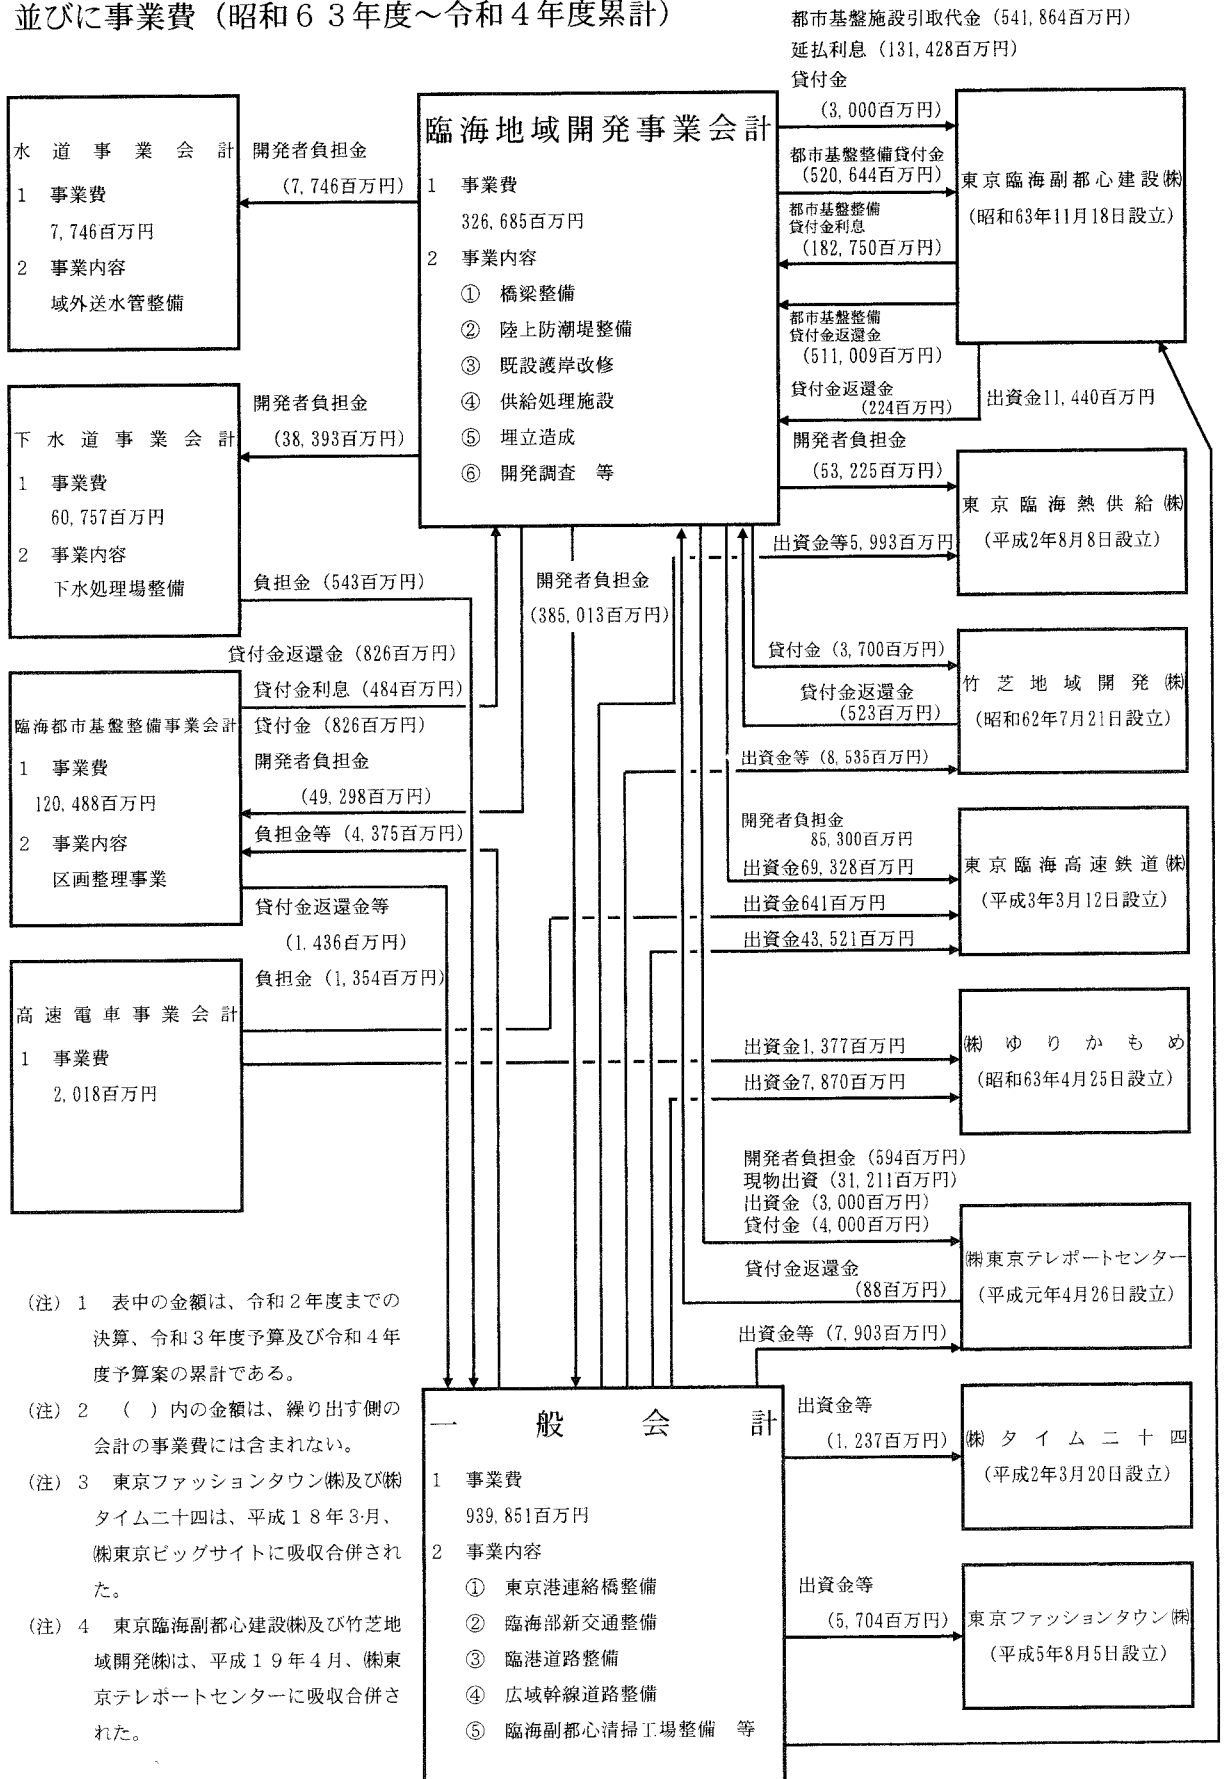 並びに事業費（昭和６３年度～令和４年度累計）
都市基盤施設引取代金（541,864百万円）
延払利息（131,428百万円）
貸付金
（3,000百万円）
都市基盤整備貸付金
（520,644百万円）
都市基盤整備
貸付金利息
（182,750百万円）
都市基盤整備
貸付金返還金
（511,009百万円）
貸付金返還金
（224百万円）
出資金11,440百万円
東京臨海副都心建設㈱
（昭和63年11月18日設立）
水道事業会計
1　事業費
7,746百万円
2　事業内容
域外送水管整備
開発者負担金
（7,746百万円）
臨海地域開発事業会計
1　事業費
326,685百万円
2　事業内容
①　橋梁整備
②　陸上防潮堤整備
③　既設護岸改修
④　供給処理施設
⑤　埋立造成
⑥　開発調査　等
下水道事業会計
1　事業費
60,757百万円
2　事業内容
下水処理場整備
開発者負担金
（38,393百万円）
負担金（543百万円）
開発者負担金
（53,225百万円）
出資金等5,993百万円
東京臨海熱供給㈱
（平成2年8月8日設立）
開発者負担金
（385,013百万円）
貸付金（3,700百万円）
貸付金返還金
（523百万円）
出資金等（8,535百万円）
竹芝地域開発㈱
（昭和62年7月21日設立）
貸付金返還金（826百万円）
貸付金利息（484百万円）
貸付金（826百万円）
開発者負担金
（49,298百万円）
負担金等（4,375百万円）
臨海都市基盤整備事業会計
1　事業費
120,488百万円
2　事業内容
区画整理事業
貸付金返還金等
（1,436百万円）
負担金（1,354百万円）
開発者負担金
85,300百万円
出資金69,328百万円
出資金641百万円
出資金43,521百万円
東京臨海高速鉄道㈱
（平成3年3月12日設立）
高速電車事業会計
1　事業費
2,018百万円
出資金1,377百万円
出資金7,870百万円
㈱ゆりかもめ
（昭和63年4月25日設立）
開発者負担金（594百万円）
現物出資（31,211百万円）
出資金（3,000百万円）
貸付金（4,000百万円）
貸付金返還金
（88百万円）
出資金等（7,903百万円）
㈱東京テレポートセンター
（平成元年4月26日設立）
（注）1　表中の金額は、令和２年度までの
決算、令和３年度予算及び令和４年
度予算案の累計である。
（注）2　（　）内の金額は、繰り出す側の
会計の事業費には含まれない。
（注）3　東京ファッションタウン㈱及び㈱
タイム二十四は、平成１８年３月、
㈱東京ビッグサイトに吸収合併され
た。
（注）4　東京臨海副都心建設㈱及び竹芝地
域開発㈱は、平成１９年４月、㈱東
京テレポートセンターに吸収合併さ
れた。
一般会計
1　事業費
939,851百万円
2　事業内容
①　東京港連絡橋整備
②　臨海部新交通整備
③　臨港道路整備
④　広域幹線道路整備
⑤　臨海副都心清掃工場整備　等
出資金等
（1,237百万円）
㈱タイム二十四
（平成2年3月20日設立）
出資金等
（5,704百万円）
東京ファッションタウン㈱
（平成5年8月5日設立）